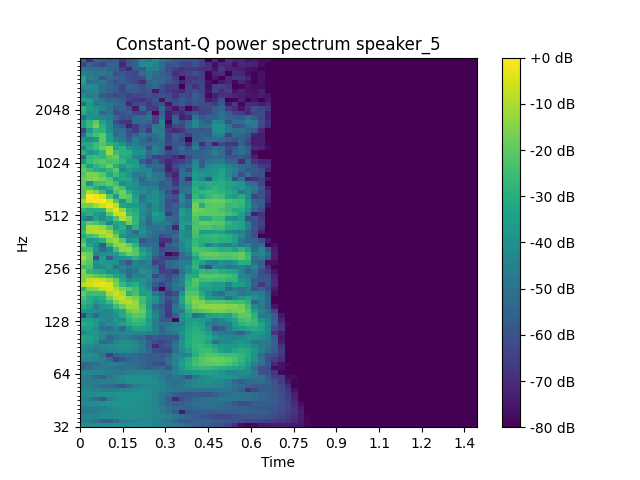 Constant-Q power spectrum speaker_5
Hz
2048
1024
512
256
128
64
32
0 0.15 0.3 0.45 0.6 0.75 0.9 1.1 1.2 1.4
Time
+0 dB
-10 dB
-20 dB
-30 dB
-40 dB
-50 dB
-60 dB
-70 dB
-80 dB